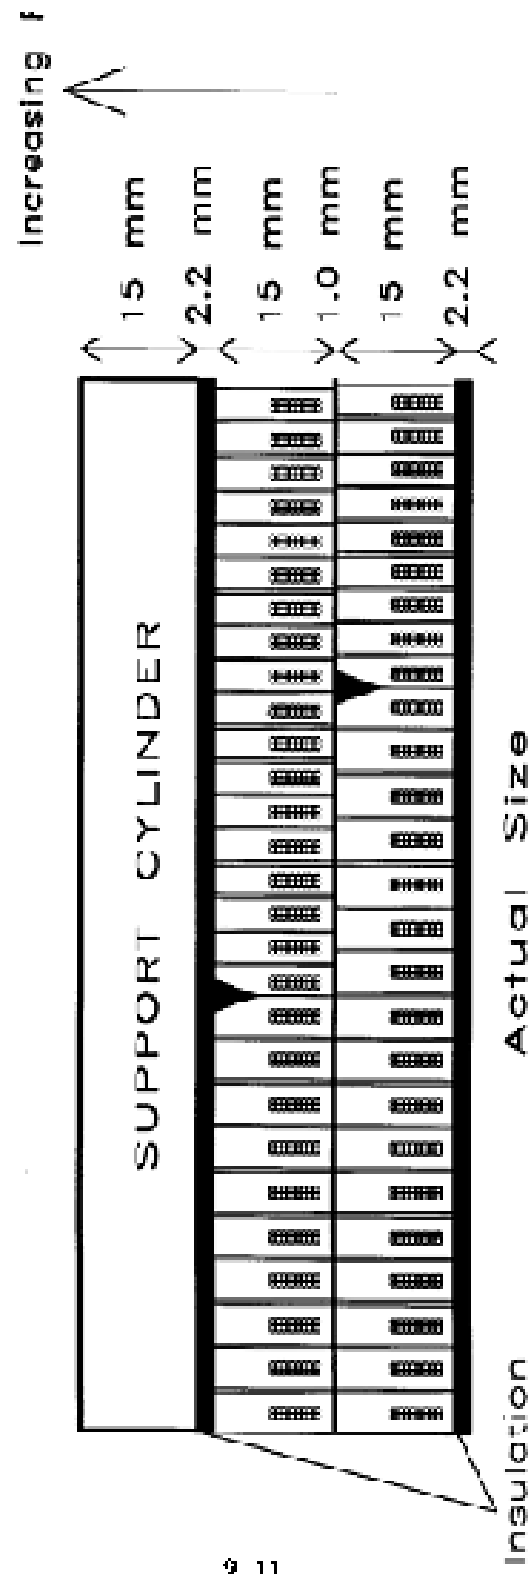 Increasing
15 mm
2.2 mm
15 mm
1.0 mm
15 mm
2.2 mm
SUPPORT CYLINDER
Actual Size
Insulation
9 11